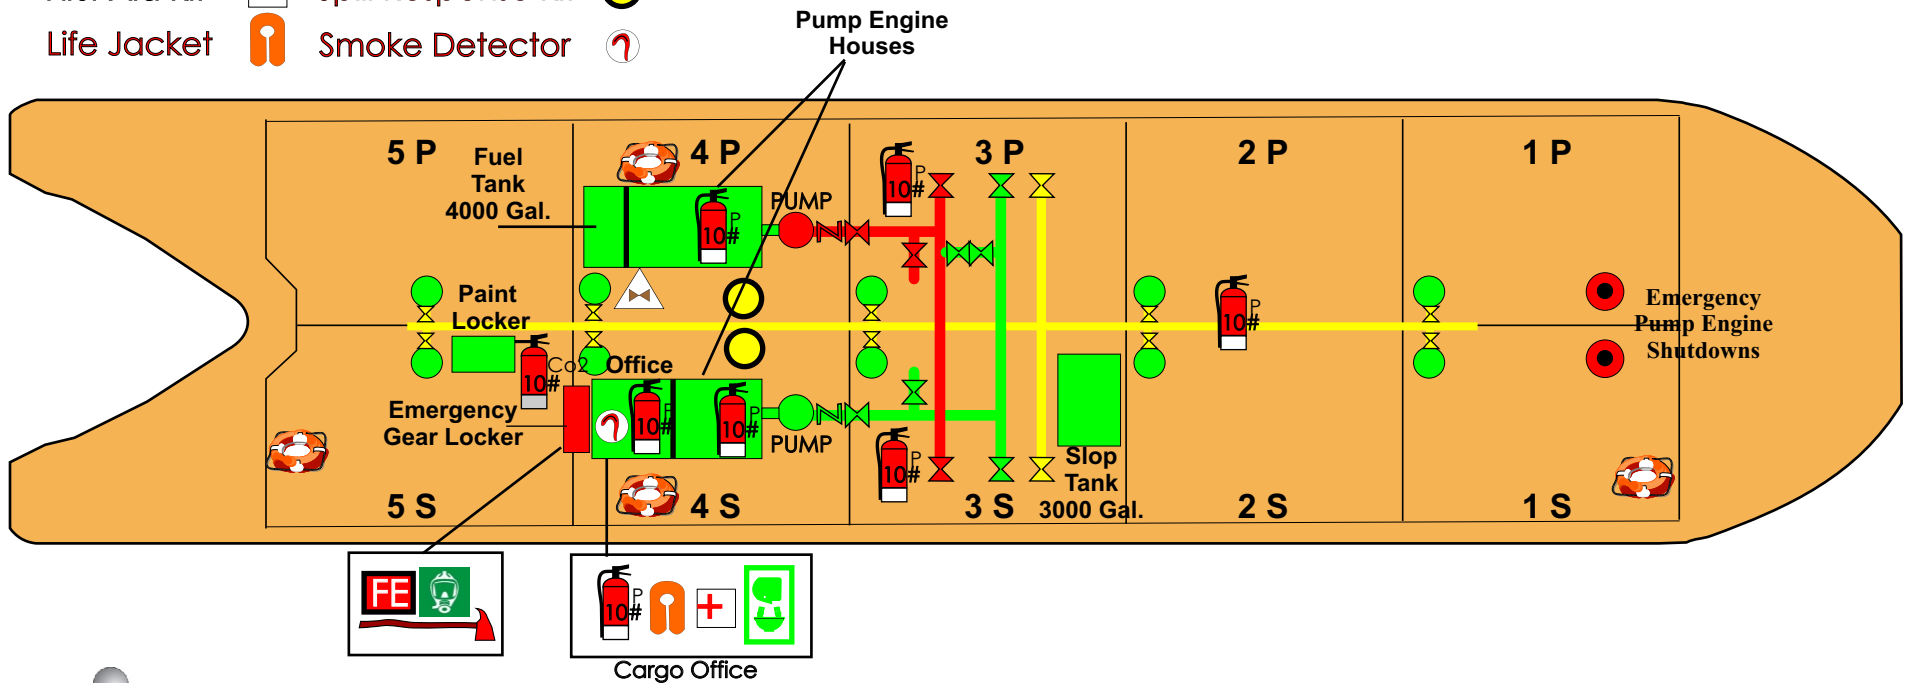 Life Jacket
Smoke Detector
Pump Engine
Houses
5 P
4 P
3 P
2 P
1 P
Fuel
Tank
4000 Gal.
P
10#
PUMP
P
10#
Paint
Locker
Co2
10#
Office
P
10#
Emergency
Pump Engine
Shutdowns
Emergency
Gear Locker
P
10#
P
10#
PUMP
P
10#
Slop
Tank
3000 Gal.
5 S
4 S
3 S
2 S
1 S
FE
P
10#
Cargo Office